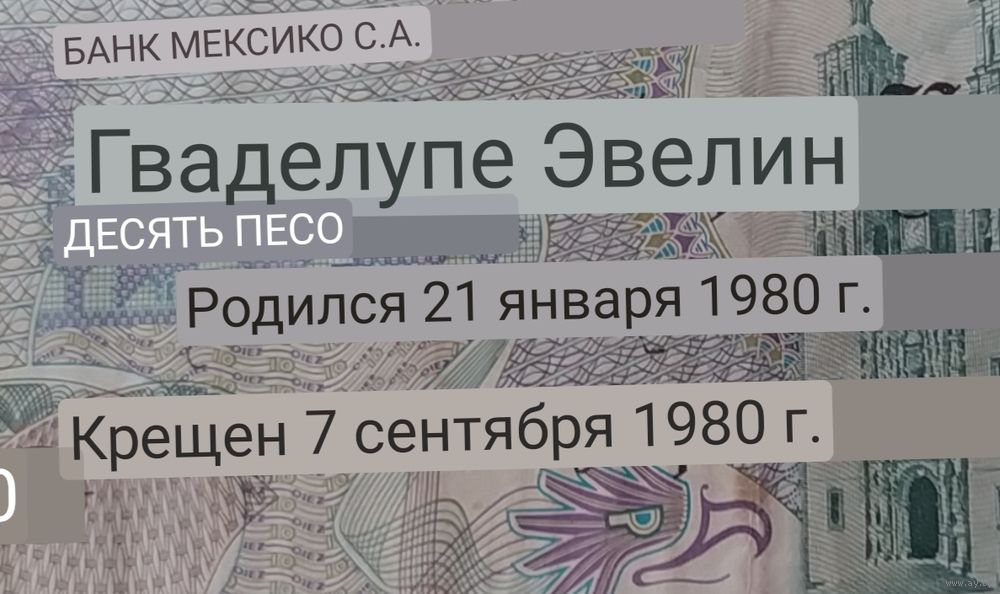 БАНК МЕКСИКО С.А.
Гваделупе Эвелин
ДЕСЯТЬ ПЕСО
Родился 21 января 1980 г.
Крещен 7 сентября 1980 г.